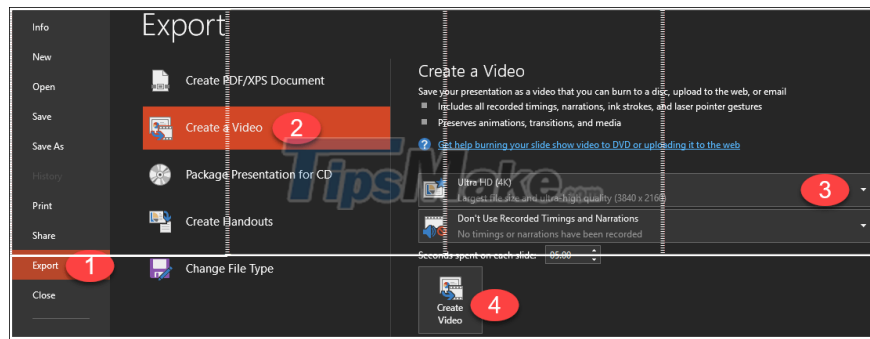 Export
Info
New
Open
Save
Save As
History
Print
Share
Export 1
Close
Create PDF/XPS Document
Create a Video 2
Package Presentation for CD
Create Handouts
Change File Type
Create a Video
Save your presentation as a video that you can burn to a disc, upload to the web, or email
Includes all recorded timings, narrations, ink strokes, and laser pointer gestures
Preserves animations, transitions, and media
Get help burning your slide show video to DVD or uploading it to the web
Ultra HD (4K) 3
Largest file size and ultra-high quality (3840 x 2160)
Don't Use Recorded Timings and Narrations
No timings or narrations have been recorded
Seconds spent on each slide: 05.00
Create
Video 4
TipsMake.com